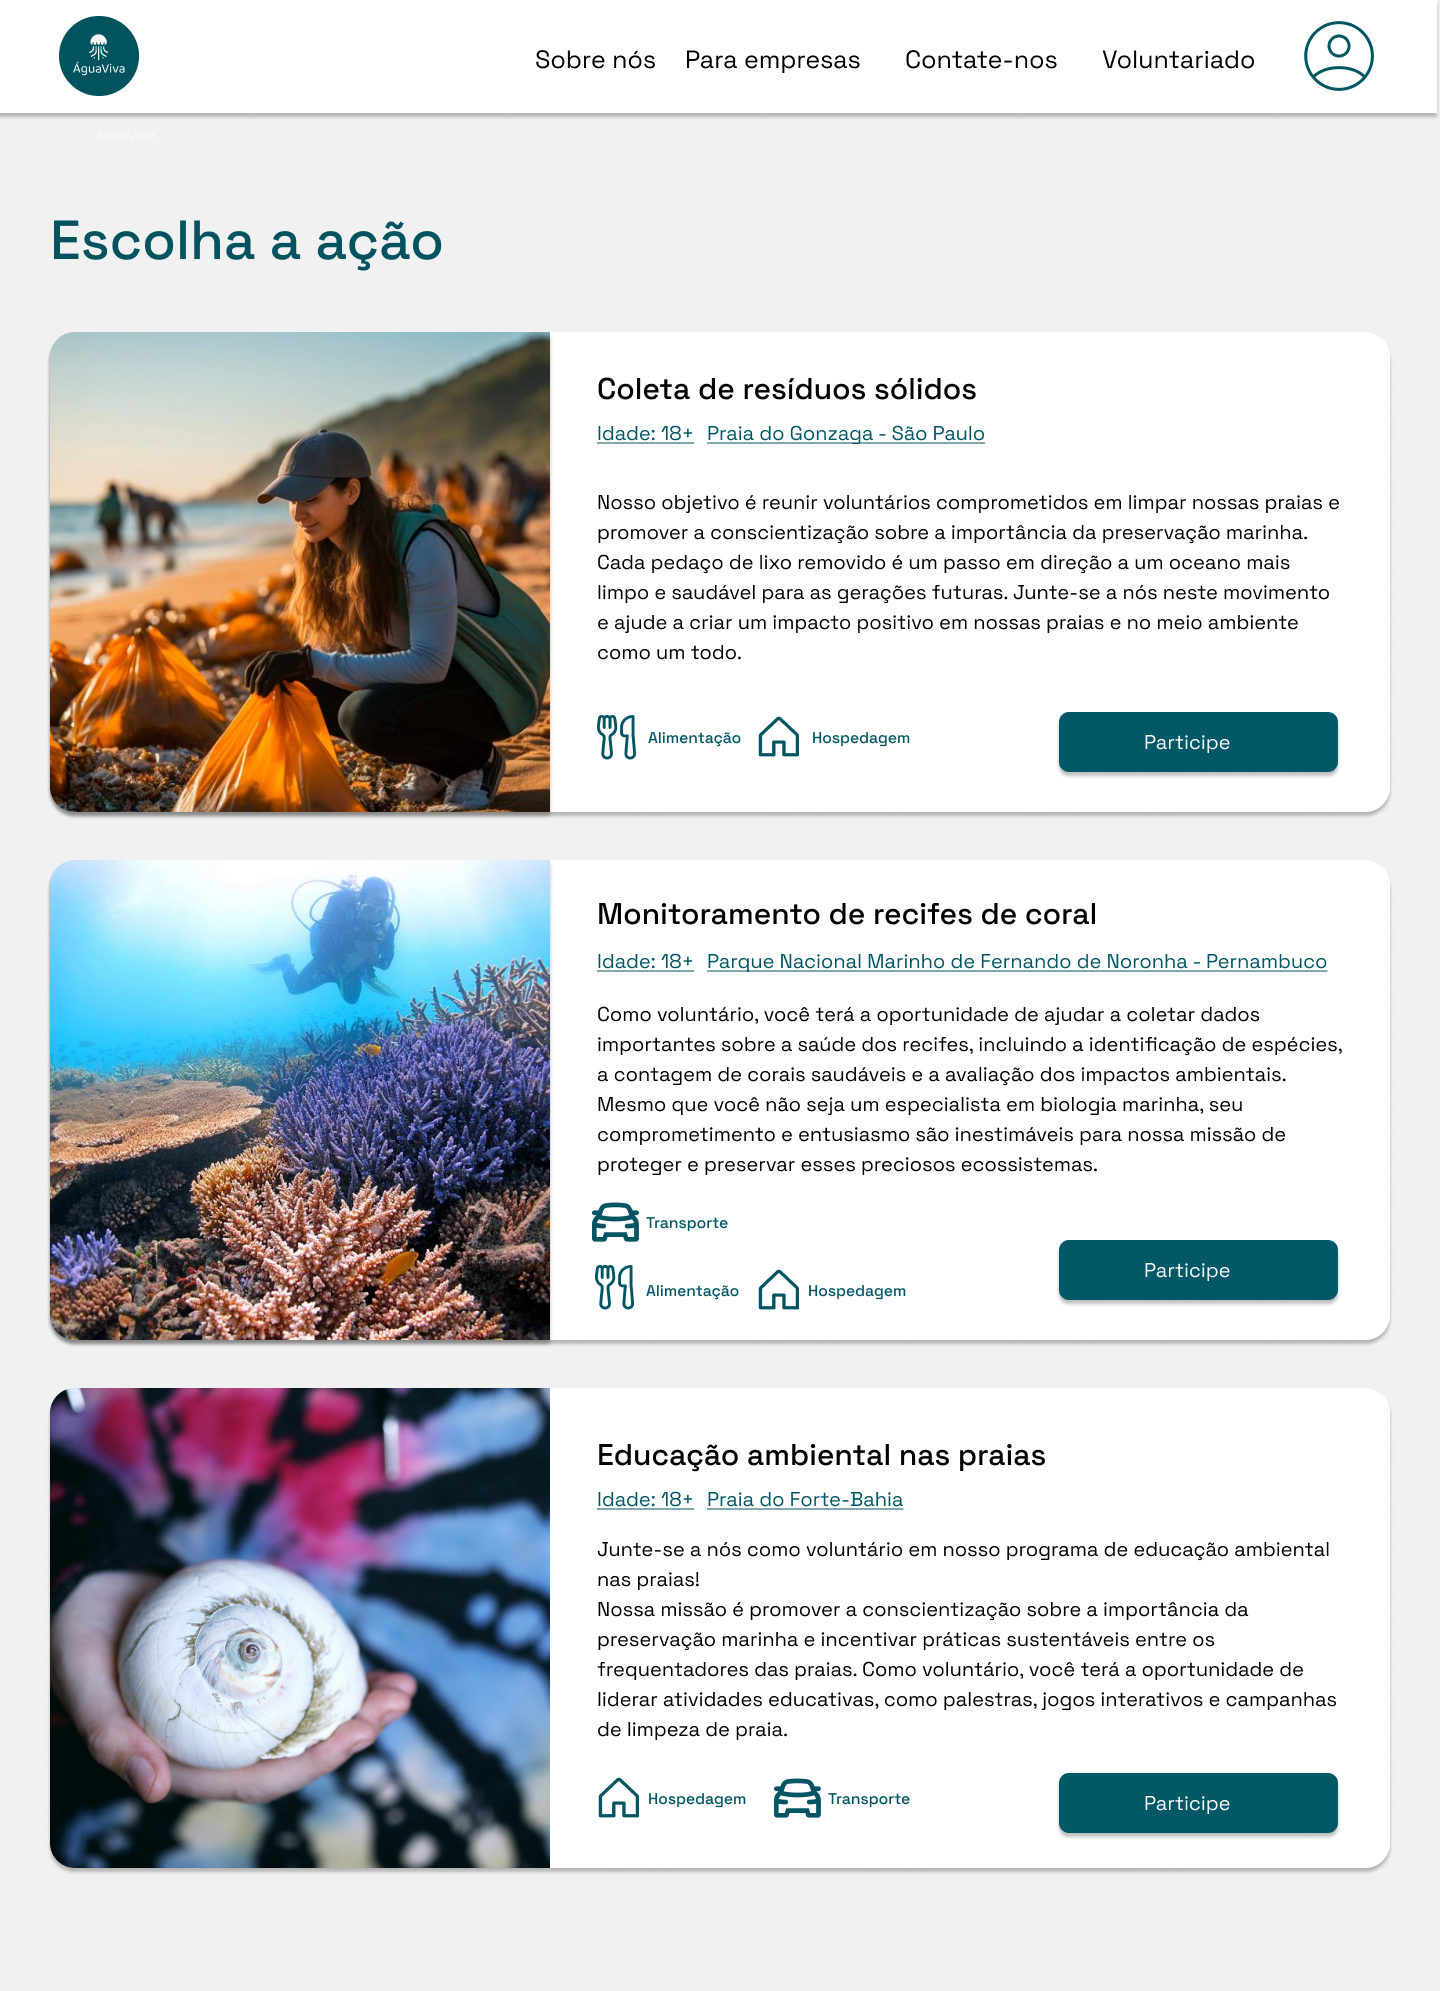 ÁguaViva
Sobre nós
Para empresas
Contate-nos
Voluntariado
ÁguaViva
Escolha a ação
Coleta de resíduos sólidos
Idade: 18+ Praia do Gonzaga - São Paulo
Nosso objetivo é reunir voluntários comprometidos em limpar nossas praias e
promover a conscientização sobre a importância da preservação marinha.
Cada pedaço de lixo removido é um passo em direção a um oceano mais
limpo e saudável para as gerações futuras. Junte-se a nós neste movimento
e ajude a criar um impacto positivo em nossas praias e no meio ambiente
como um todo.
Alimentação
Hospedagem
Participe
Monitoramento de recifes de coral
Idade: 18+ Parque Nacional Marinho de Fernando de Noronha - Pernambuco
Como voluntário, você terá a oportunidade de ajudar a coletar dados
importantes sobre a saúde dos recifes, incluindo a identificação de espécies,
a contagem de corais saudáveis e a avaliação dos impactos ambientais.
Mesmo que você não seja um especialista em biologia marinha, seu
comprometimento e entusiasmo são inestimáveis para nossa missão de
proteger e preservar esses preciosos ecossistemas.
Transporte
Alimentação
Hospedagem
Participe
Educação ambiental nas praias
Idade: 18+ Praia do Forte-Bahia
Junte-se a nós como voluntário em nosso programa de educação ambiental
nas praias!
Nossa missão é promover a conscientização sobre a importância da
preservação marinha e incentivar práticas sustentáveis entre os
frequentadores das praias. Como voluntário, você terá a oportunidade de
liderar atividades educativas, como palestras, jogos interativos e campanhas
de limpeza de praia.
Hospedagem
Transporte
Participe